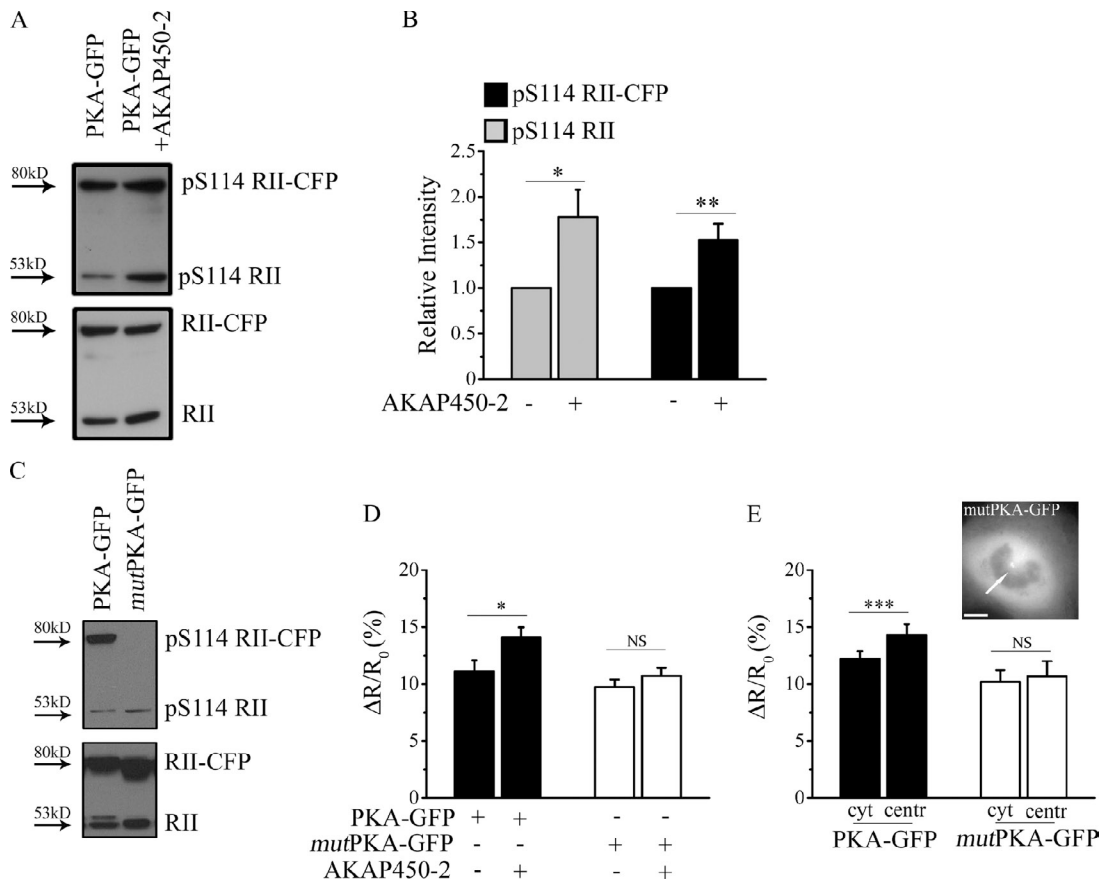 A
PKA-GFP
PKA-GFP
+AKAP450-2
80kD
pS114 RII-CFP
53kD
pS114 RII
80kD
RII-CFP
53kD
RII
B
pS114 RII-CFP
pS114 RII
Relative Intensity
2.5
2.0
1.5
1.0
0.5
0
*
**
AKAP450-2 - + - +
C
PKA-GFP
mutPKA-GFP
80kD
pS114 RII-CFP
53kD
pS114 RII
80kD
RII-CFP
53kD
RII
D
ΔR/R0 (%)
20
15
10
5
0
*
NS
PKA-GFP + + - -
mutPKA-GFP - - + +
AKAP450-2 - + - +
E
mutPKA-GFP
ΔR/R0 (%)
20
15
10
5
0
***
NS
cyt centr cyt centr
PKA-GFP mutPKA-GFP